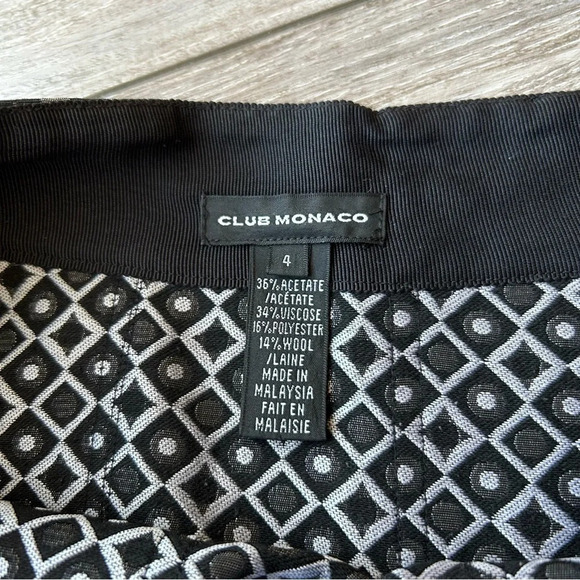 CLUB MONACO
4
36% ACETATE
/ACÉTATE
34% VISCOSE
16% POLYESTER
14% WOOL
/LAINE
MADE IN
MALAYSIA
FAIT EN
MALAISIE